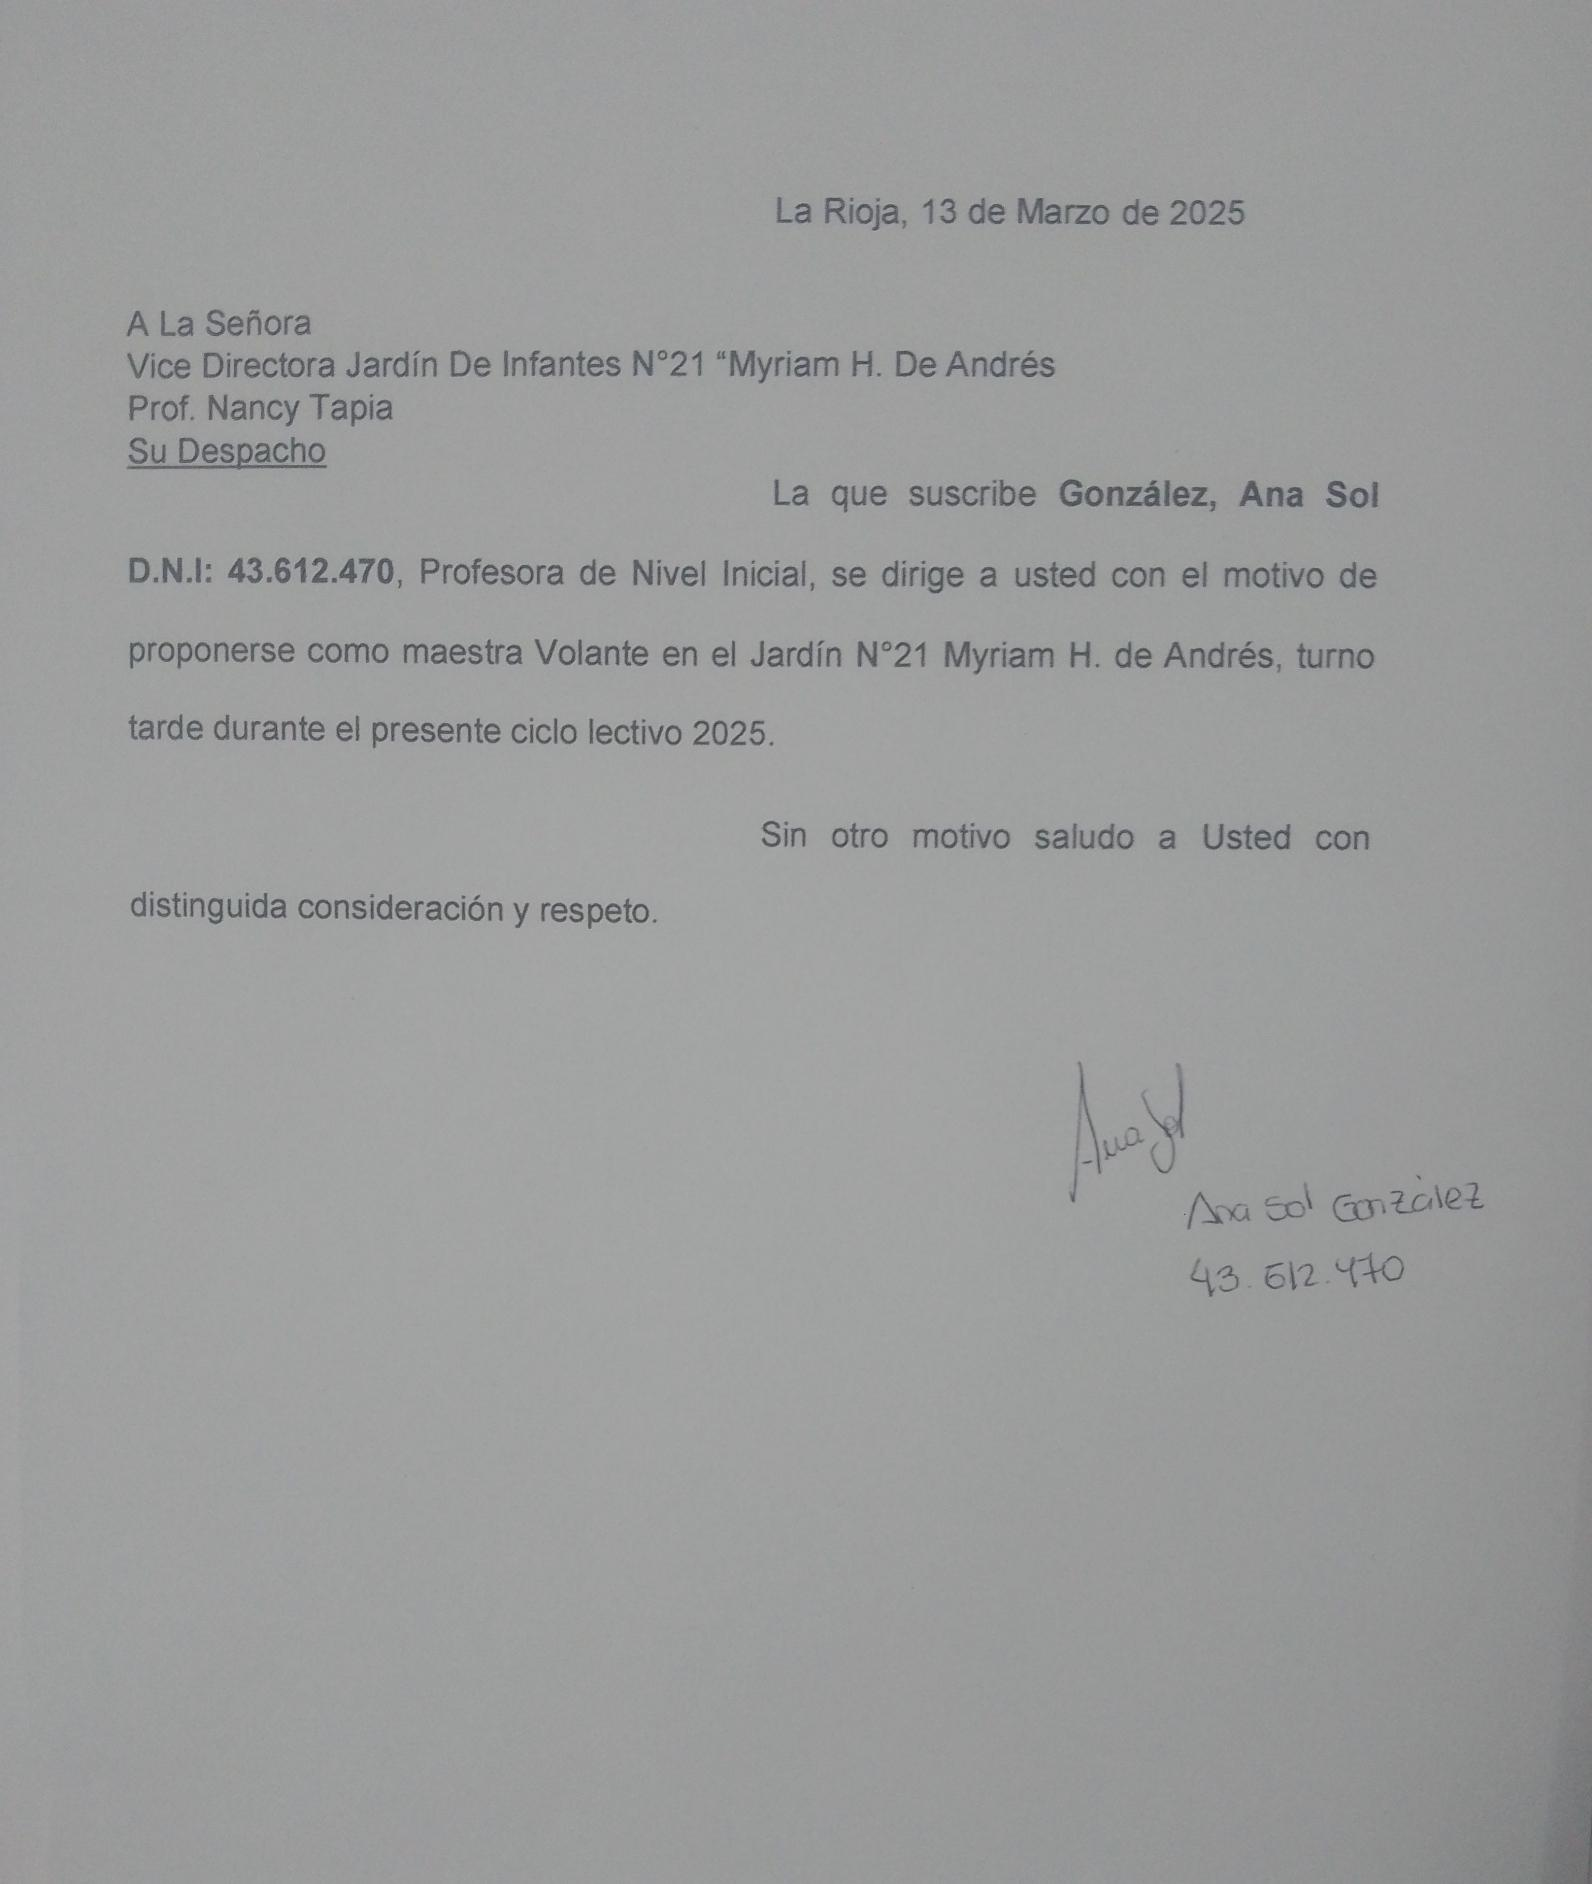 La Rioja, 13 de Marzo de 2025
A La Señora
Vice Directora Jardín De Infantes N°21 “Myriam H. De Andrés
Prof. Nancy Tapia
Su Despacho
La que suscribe González, Ana Sol
D.N.I: 43.612.470, Profesora de Nivel Inicial, se dirige a usted con el motivo de
proponerse como maestra Volante en el Jardín N°21 Myriam H. de Andrés, turno
tarde durante el presente ciclo lectivo 2025.
Sin otro motivo saludo a Usted con
distinguida consideración y respeto.
Ana Sol
Ana Sol González
43.612.470